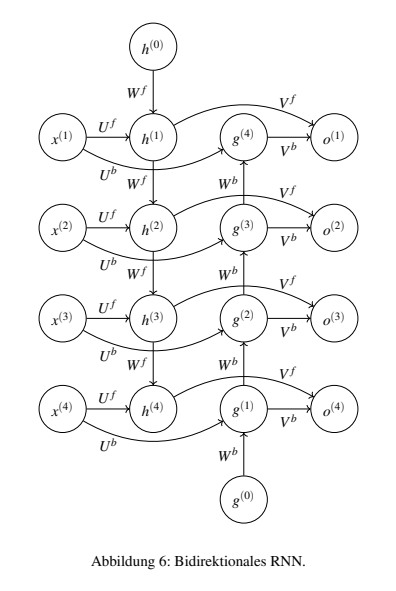 h(0)
W^f
V^f
x(1) U^f h(1) g(4) o(1)
V^b
U^b W^f W^b
V^f
x(2) U^f h(2) g(3) o(2)
V^b
U^b W^f W^b
V^f
x(3) U^f h(3) g(2) o(3)
V^b
U^b W^f W^b
V^f
x(4) U^f h(4) g(1) o(4)
V^b
U^b
W^b
g(0)
Abbildung 6: Bidirektionales RNN.